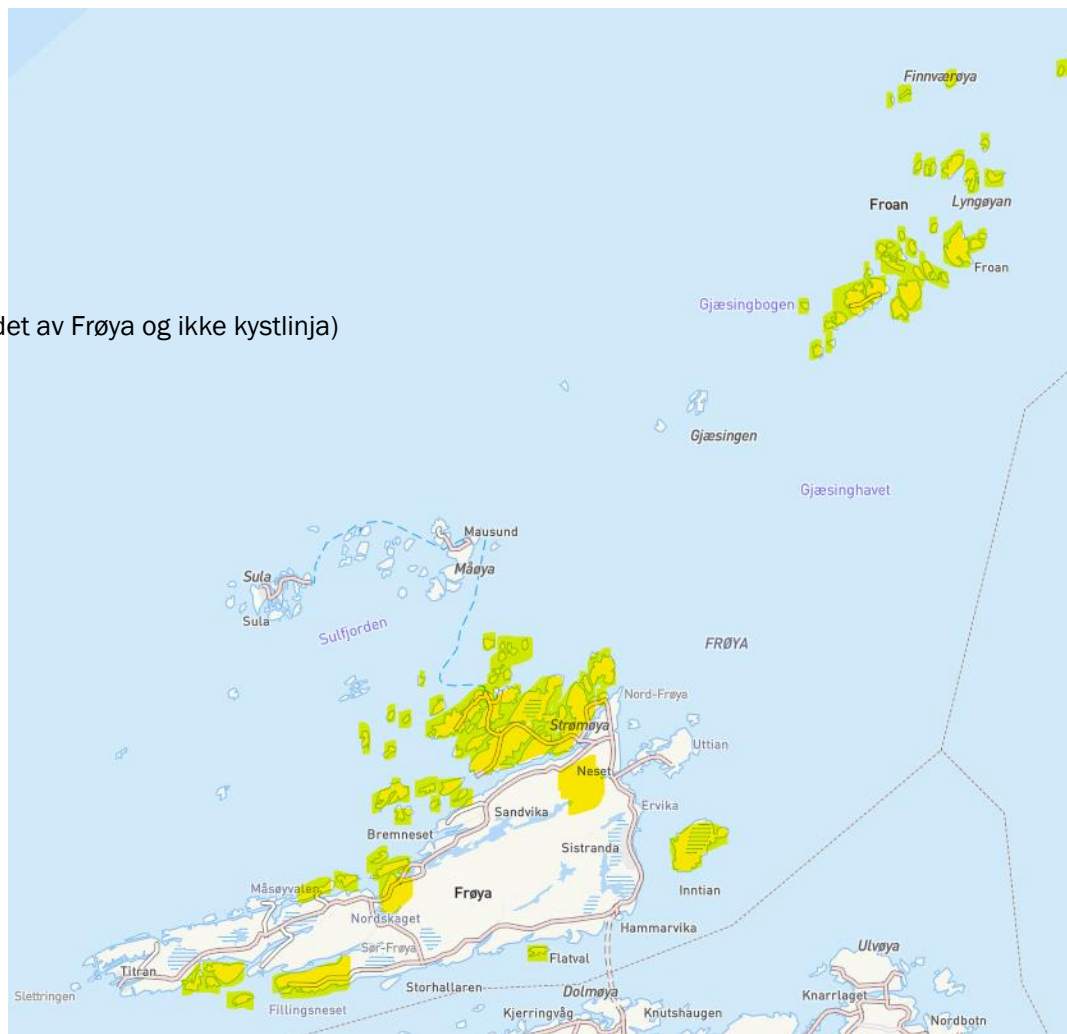 Finnværøya
Froan
Lyngøyan
Froan
Gjæsingbogen
det av Frøya og ikke kystlinja)
Gjæsingen
Gjæsinghavet
Mausund
Måøya
Sula
Sula
Sulfjorden
FRØYA
Nord-Frøya
Strømøya
Uttian
Neset
Ervika
Sandvika
Bremneset
Sistranda
Måsøyvalen
Frøya
Inntian
Nordskaget
Hammarvika
Sør-Frøya
Flatval
Ulvøya
Titran
Storhallaren
Dolmøya
Slettringen
Knarrlaget
Fillingsneset
Kjerringvåg
Knutshaugen
Nordbotn